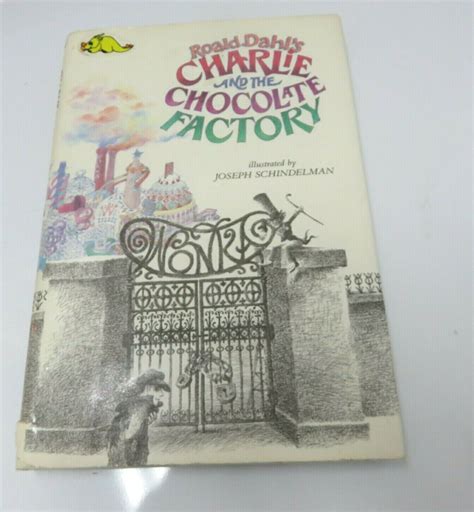 Roald Dahl's
CHARLIE
AND THE
CHOCOLATE
FACTORY
illustrated by
JOSEPH SCHINDELMAN
WONKA